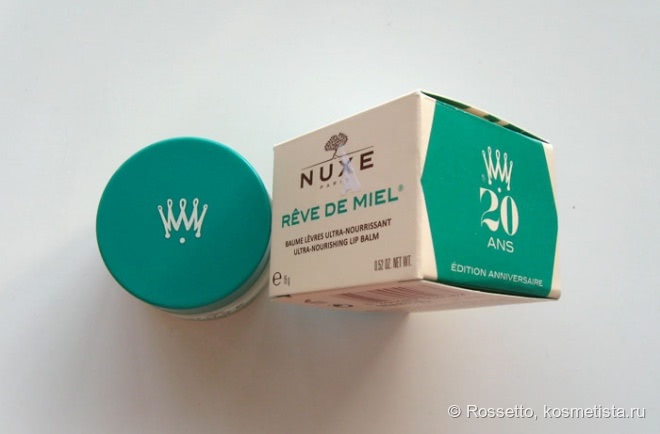 NUXE
PARIS
RÊVE DE MIEL®
BAUME LÈVRES ULTRA-NOURRISSANT
ULTRA-NOURISHING LIP BALM
0.52 OZ. NET WT.
℮ 15 g
20
ANS
ÉDITION ANNIVERSAIRE
© Rossetto, kosmetista.ru